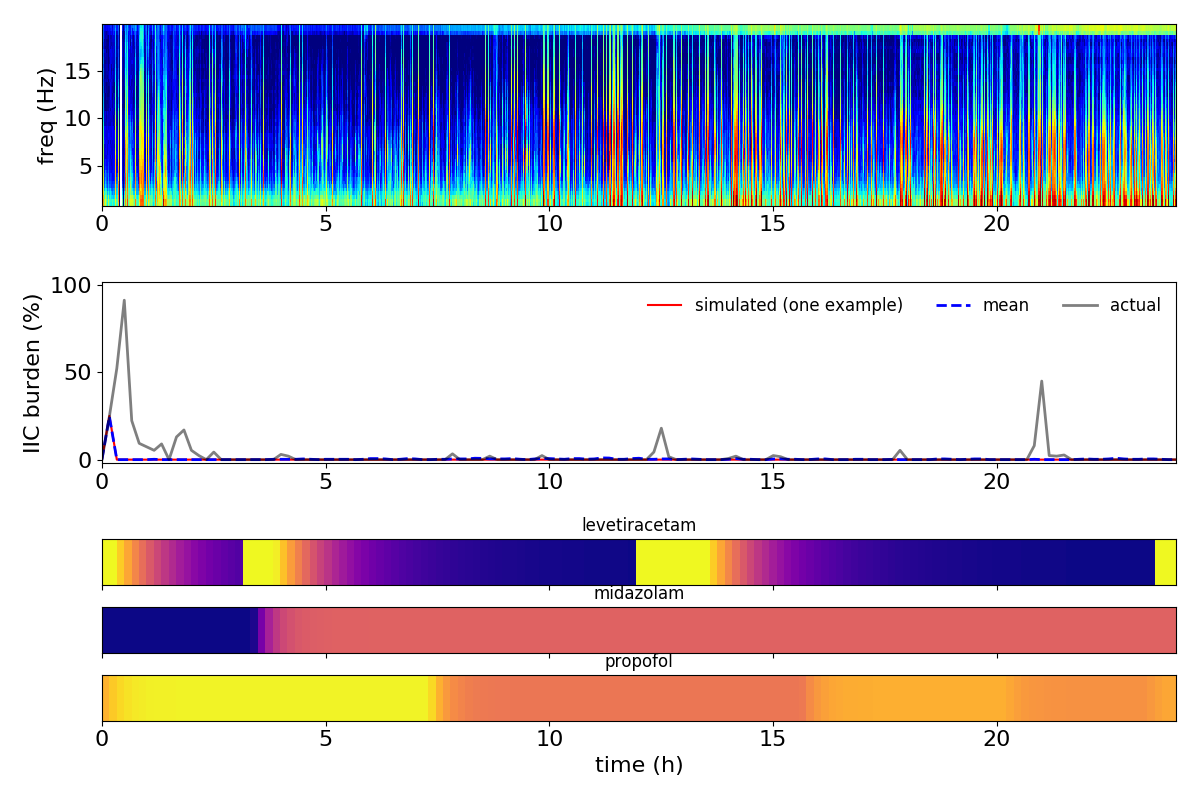 freq (Hz)
15
10
5
0 5 10 15 20
IIC burden (%)
100
50
0
simulated (one example) mean actual
0 5 10 15 20
levetiracetam
midazolam
propofol
0 5 10 15 20
time (h)